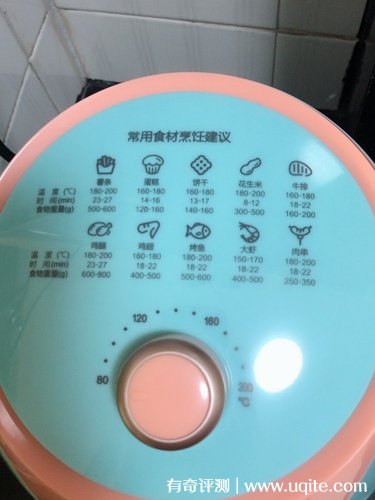 常用食材烹饪建议
薯条 蛋糕 饼干 花生米 牛排
温 度 (℃) 180-200 160-180 160-180 180-200 160-180
时 间 (min) 23-27 14-16 13-17 8-12 18-22
食物重量(g) 500-600 120-160 140-160 300-500 160-200
鸡腿 鸡翅 烤鱼 大虾 肉串
温 度 (℃) 180-200 160-180 180-200 150-170 180-200
时 间 (min) 23-27 18-22 18-22 18-22 18-22
食物重量(g) 600-800 400-500 500-600 400-500 250-350
120 160
80 200
℃
有奇评测 | www.uqite.com